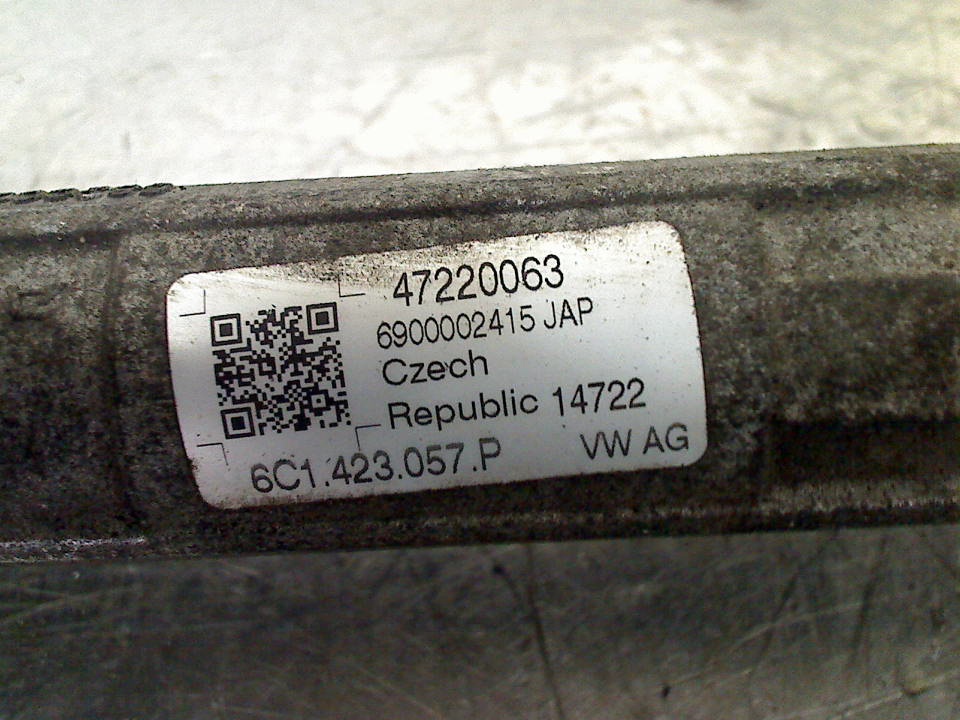 47220063
6900002415 JAP
Czech
Republic 14722
6C1.423.057.P VW AG